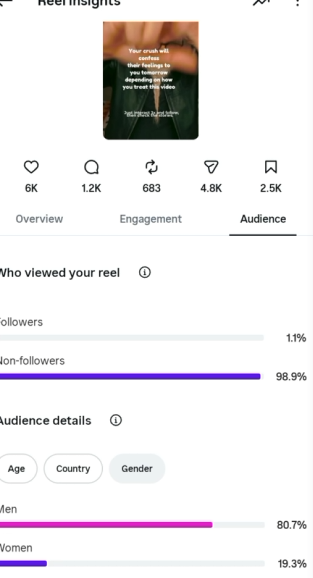 Reel insights
Your crush will
confess
their feelings to
you tomorrow
depending on how
you treat this video
6K
1.2K
683
4.8K
2.5K
Overview
Engagement
Audience
Who viewed your reel
Followers
1.1%
Non-followers
98.9%
Audience details
Age
Country
Gender
Men
80.7%
Women
19.3%